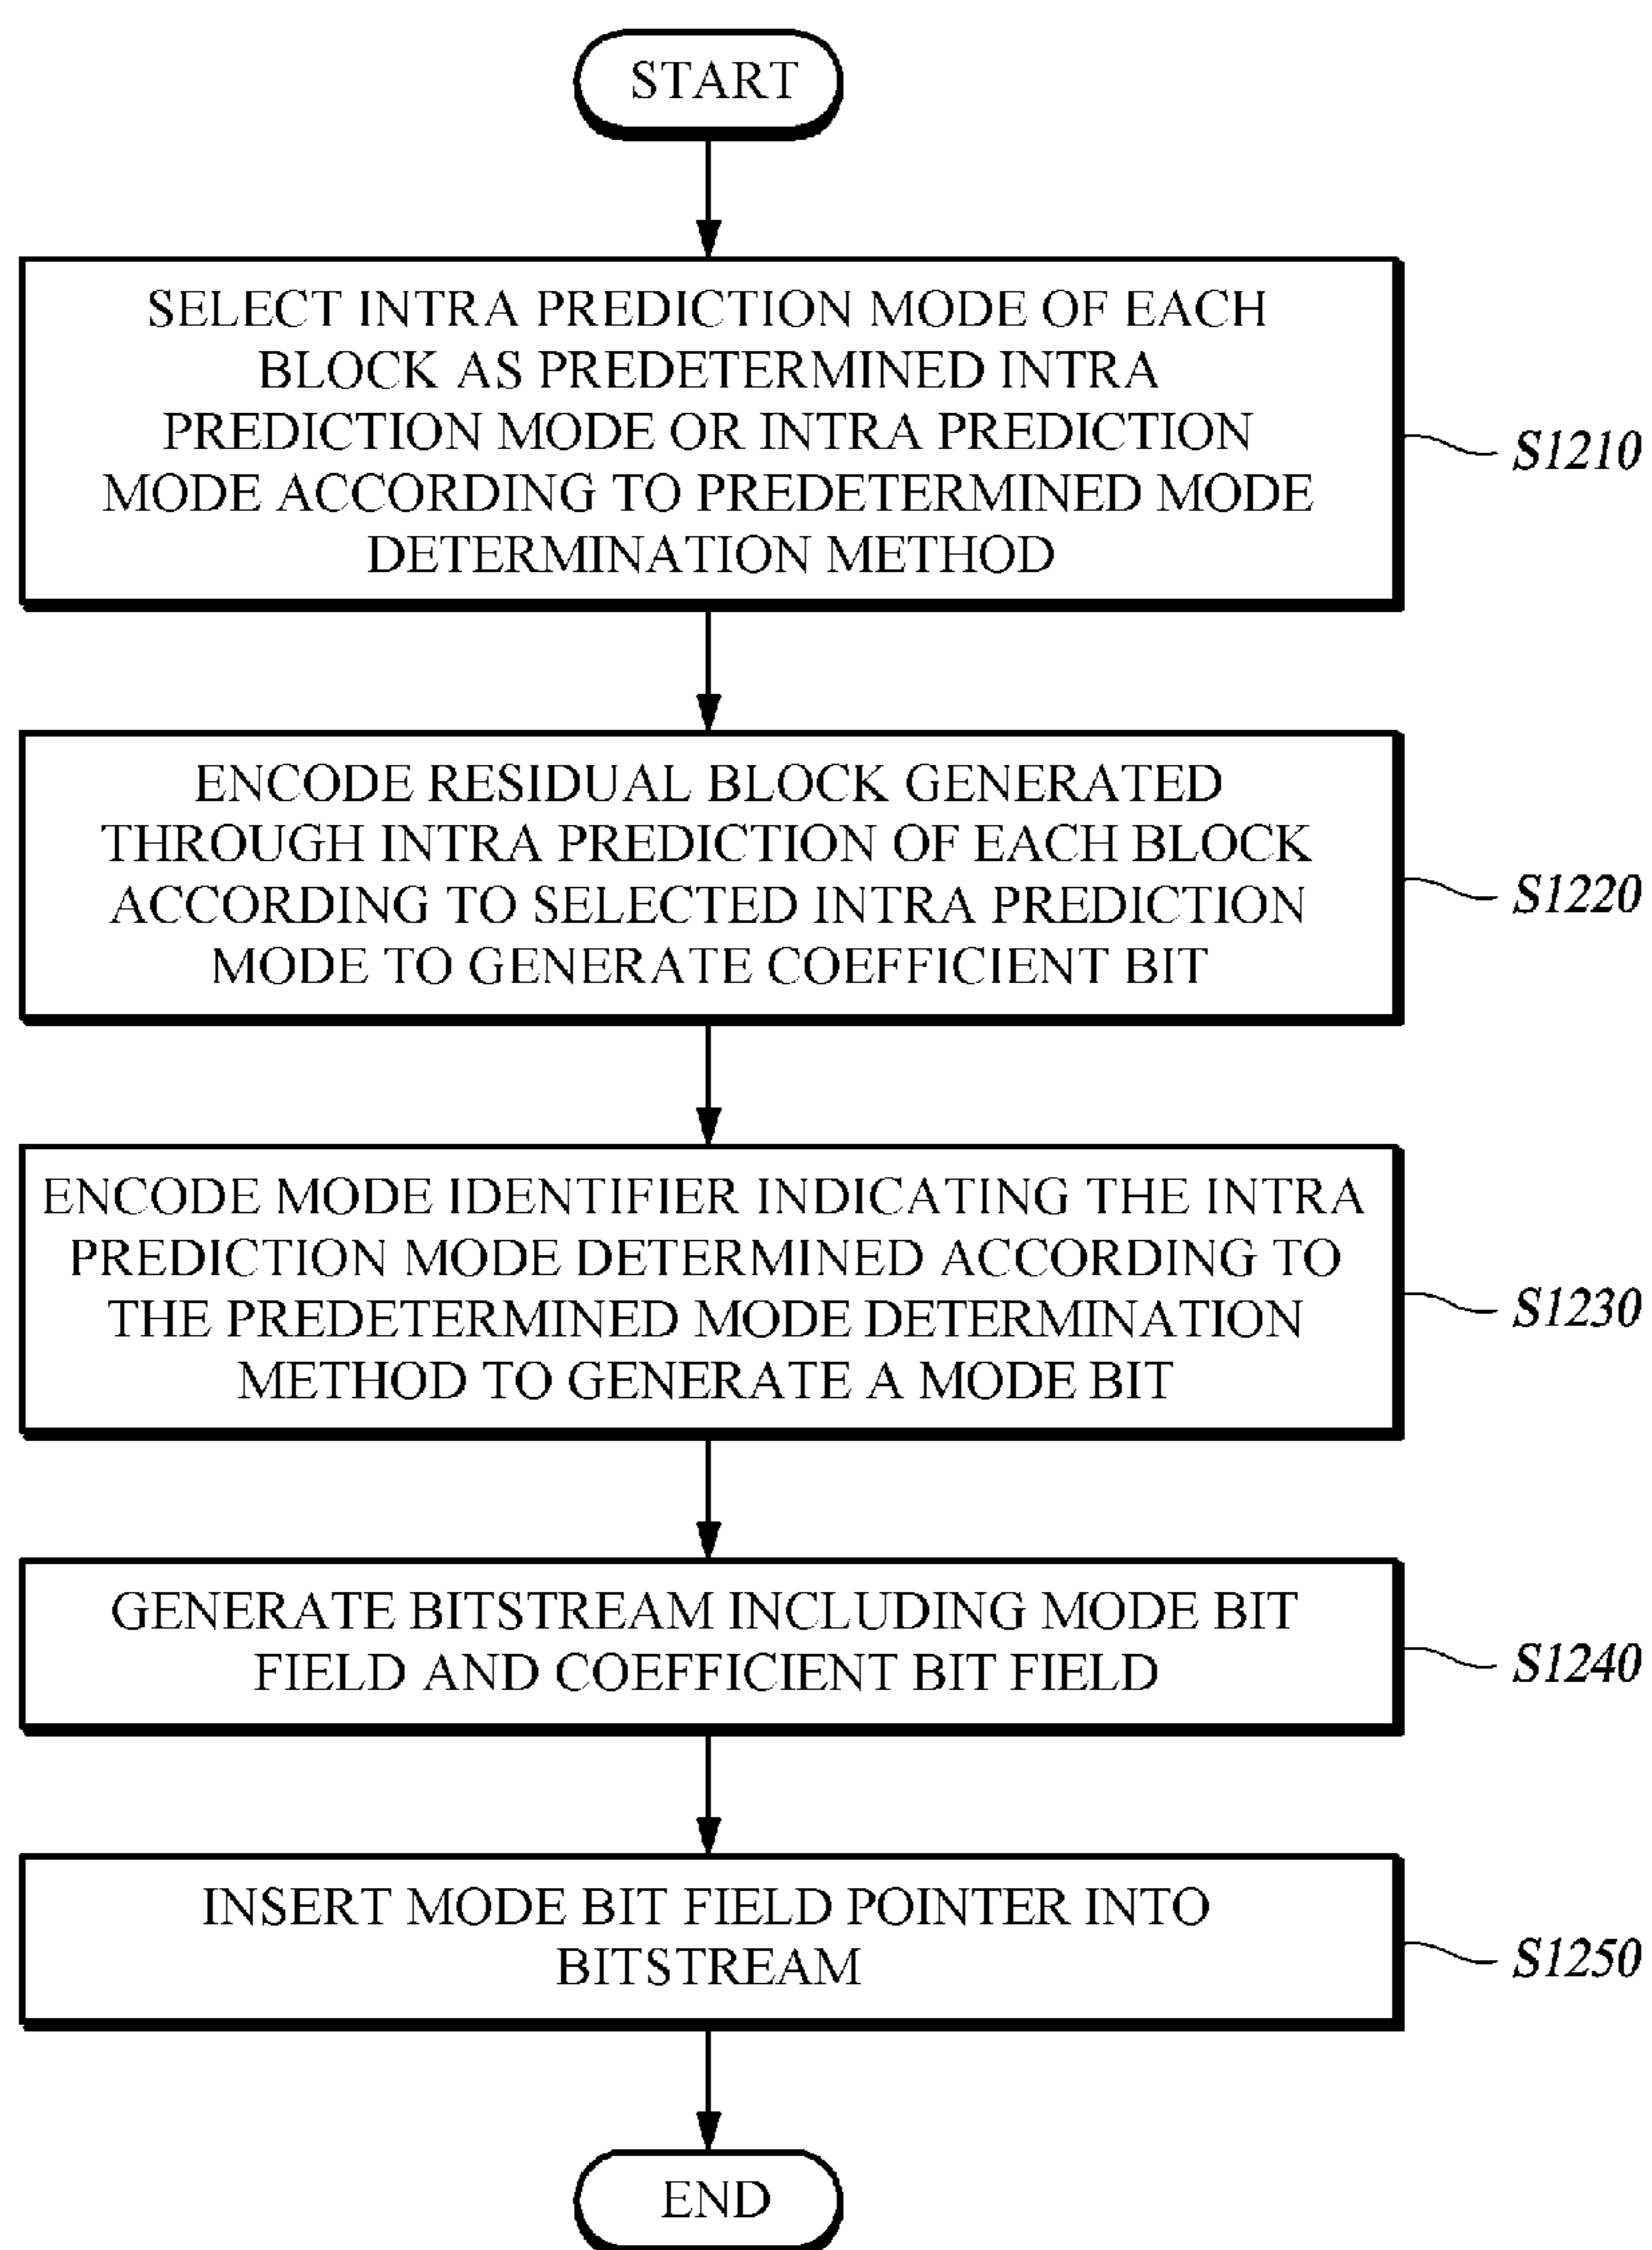 START
SELECT INTRA PREDICTION MODE OF EACH
BLOCK AS PREDETERMINED INTRA
PREDICTION MODE OR INTRA PREDICTION
MODE ACCORDING TO PREDETERMINED MODE
DETERMINATION METHOD
S1210
ENCODE RESIDUAL BLOCK GENERATED
THROUGH INTRA PREDICTION OF EACH BLOCK
ACCORDING TO SELECTED INTRA PREDICTION
MODE TO GENERATE COEFFICIENT BIT
S1220
ENCODE MODE IDENTIFIER INDICATING THE INTRA
PREDICTION MODE DETERMINED ACCORDING TO
THE PREDETERMINED MODE DETERMINATION
METHOD TO GENERATE A MODE BIT
S1230
GENERATE BITSTREAM INCLUDING MODE BIT
FIELD AND COEFFICIENT BIT FIELD
S1240
INSERT MODE BIT FIELD POINTER INTO
BITSTREAM
S1250
END